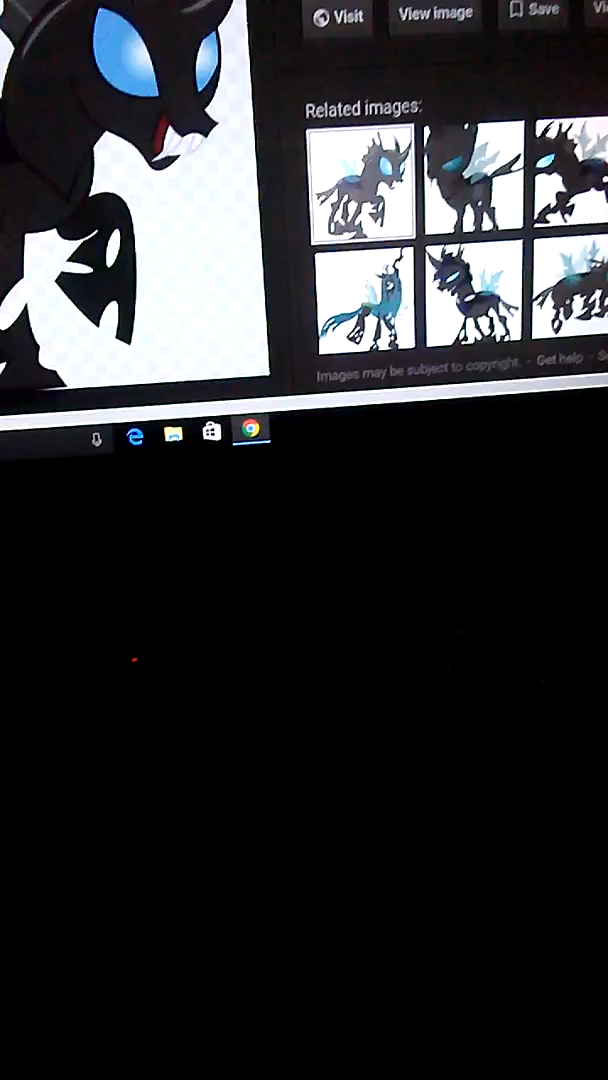 Visit View image Save
Related images:
Images may be subject to copyright. - Get help -